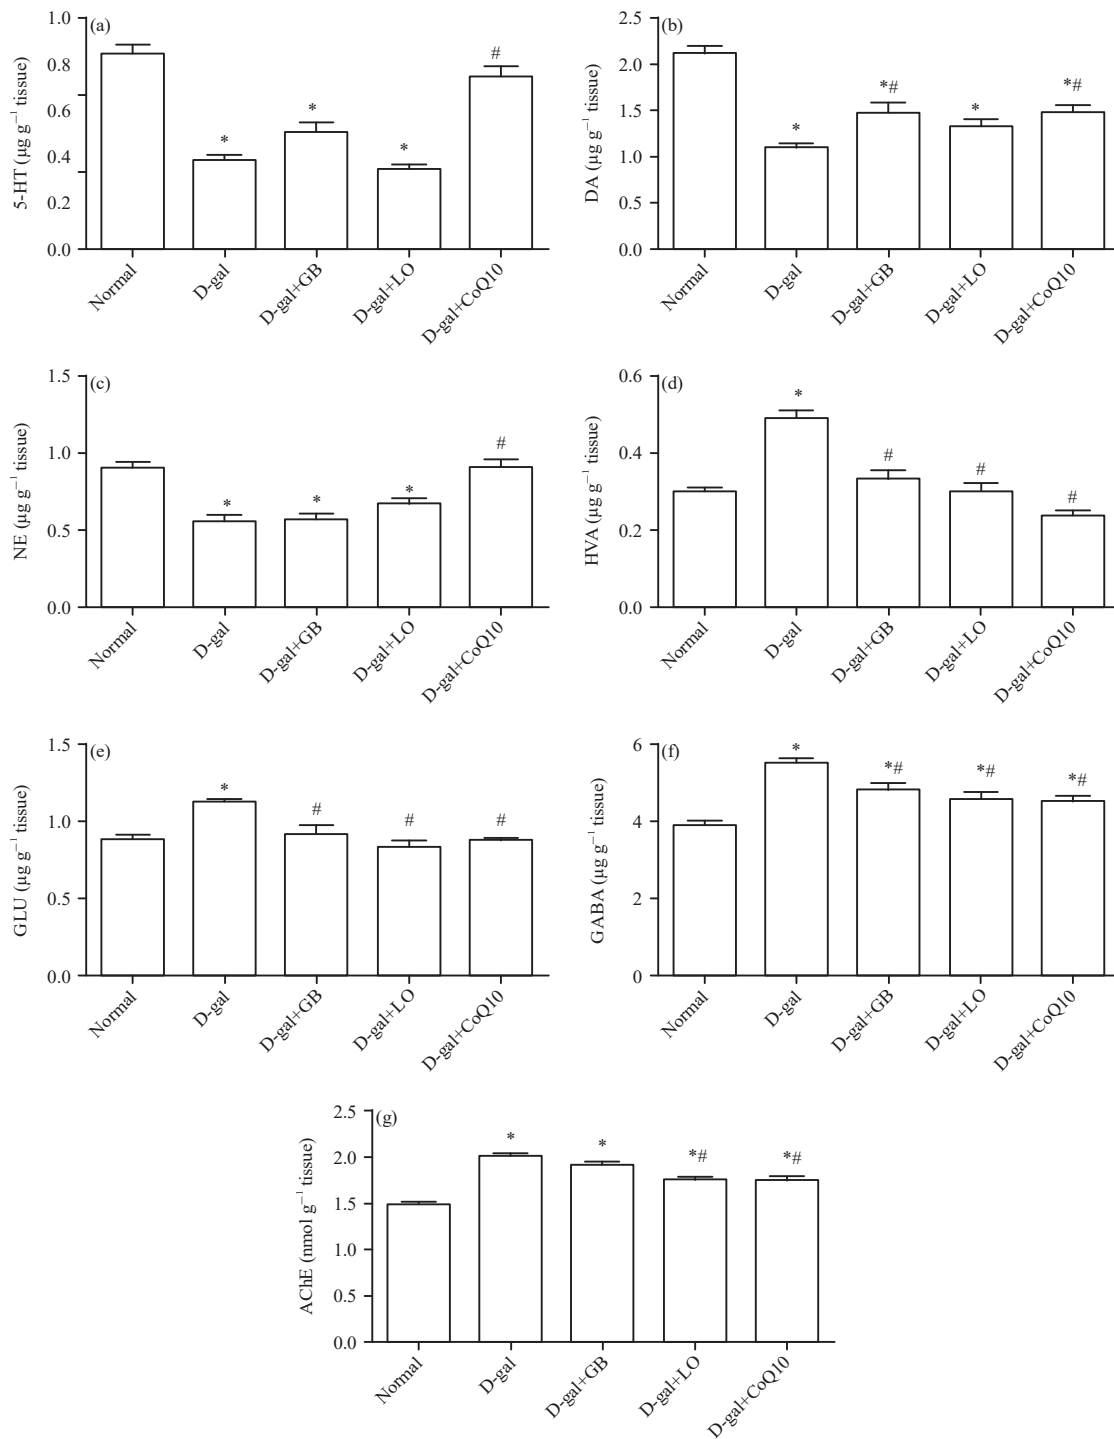 (a)
5-HT (µg g⁻¹ tissue)
1.0
0.8
0.6
0.4
0.2
0.0
#
*
*
*
Normal
D-gal
D-gal+GB
D-gal+LO
D-gal+CoQ10
(b)
DA (µg g⁻¹ tissue)
2.5
2.0
1.5
1.0
0.5
0.0
*
*#
*
*#
Normal
D-gal
D-gal+GB
D-gal+LO
D-gal+CoQ10
(c)
NE (µg g⁻¹ tissue)
1.5
1.0
0.5
0.0
*
*
*
#
Normal
D-gal
D-gal+GB
D-gal+LO
D-gal+CoQ10
(d)
HVA (µg g⁻¹ tissue)
0.6
0.4
0.2
0.0
*
#
#
#
Normal
D-gal
D-gal+GB
D-gal+LO
D-gal+CoQ10
(e)
GLU (µg g⁻¹ tissue)
1.5
1.0
0.5
0.0
*
#
#
#
Normal
D-gal
D-gal+GB
D-gal+LO
D-gal+CoQ10
(f)
GABA (µg g⁻¹ tissue)
6
4
2
0
*
*#
*#
*#
Normal
D-gal
D-gal+GB
D-gal+LO
D-gal+CoQ10
(g)
AChE (nmol g⁻¹ tissue)
2.5
2.0
1.5
1.0
0.5
0.0
*
*
*#
*#
Normal
D-gal
D-gal+GB
D-gal+LO
D-gal+CoQ10